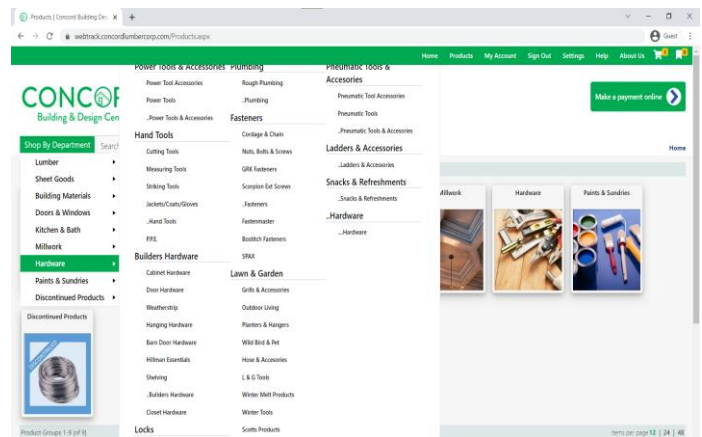 Products | Concord Building Des
webtrack.concordlumbercorp.com/Products.aspx
Guest
Home Products My Account Sign Out Settings Help About Us
CONCOR
Building & Design Cen
Make a payment online
Shop By Department Search
Home
Lumber
Sheet Goods
Building Materials
Doors & Windows
Kitchen & Bath
Millwork
Hardware
Paints & Sundries
Discontinued Products
Power Tools & Accessories
Power Tool Accessories
Power Tools
..Power Tools & Accessories
Hand Tools
Cutting Tools
Measuring Tools
Striking Tools
Jackets/Coats/Gloves
..Hand Tools
P.P.E.
Builders Hardware
Cabinet Hardware
Door Hardware
Weatherstrip
Hanging Hardware
Barn Door Hardware
Hillman Essentials
Shelving
..Builders Hardware
Closet Hardware
Locks
Plumbing
Rough Plumbing
..Plumbing
Fasteners
Cordage & Chain
Nuts, Bolts & Screws
GRK Fasteners
Scorpion Ext Screws
..Fasteners
Fastenmaster
Bostitch Fasteners
SPAX
Lawn & Garden
Grills & Accessories
Outdoor Living
Planters & Hangers
Wild Bird & Pet
Hose & Accesories
L & G Tools
Winter Melt Products
Winter Tools
Scotts Products
Pneumatic Tools &
Accesories
Pneumatic Tool Accessories
Pneumatic Tools
..Pneumatic Tools & Accessories
Ladders & Accessories
..Ladders & Accessories
Snacks & Refreshments
..Snacks & Refreshments
..Hardware
....Hardware
Millwork
Hardware
Paints & Sundries
Discontinued Products
DISCONTINUED
Product Groups 1-9 (of 9)
items per page 12 | 24 | 48